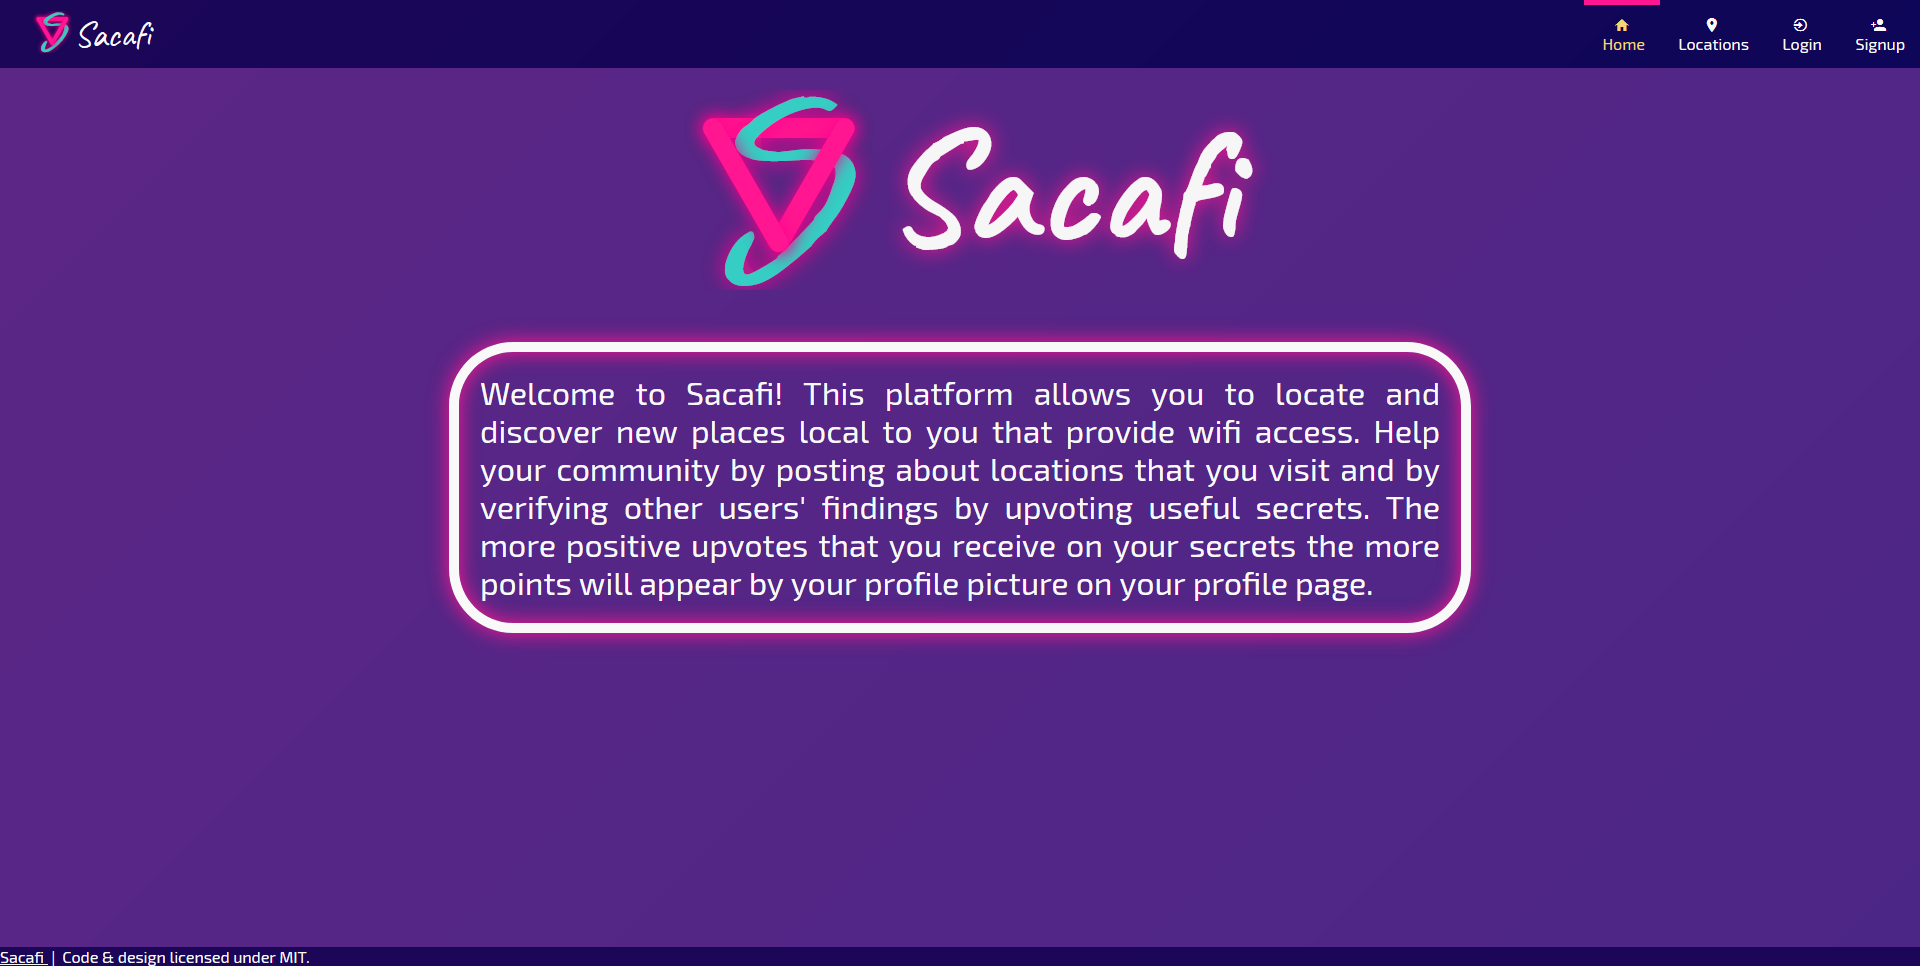 Sacafi
Home
Locations
Login
Signup
Sacafi
Welcome to Sacafi! This platform allows you to locate and
discover new places local to you that provide wifi access. Help
your community by posting about locations that you visit and by
verifying other users' findings by upvoting useful secrets. The
more positive upvotes that you receive on your secrets the more
points will appear by your profile picture on your profile page.
Sacafi | Code & design licensed under MIT.